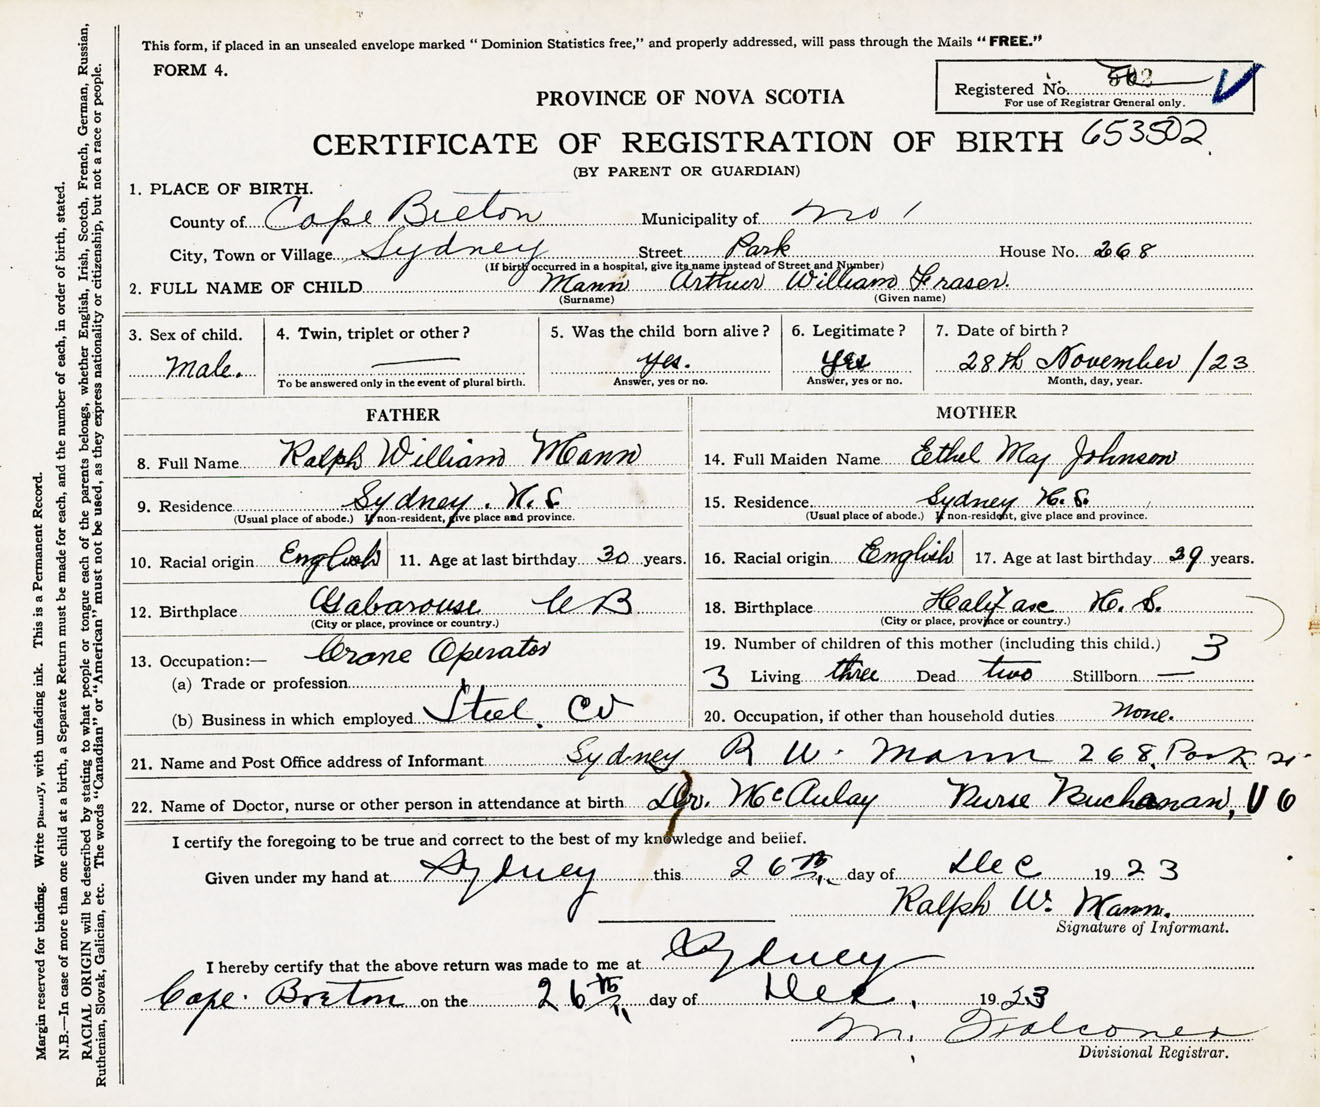 This form, if placed in an unsealed envelope marked "Dominion Statistics free," and properly addressed, will pass through the Mails "FREE."
FORM 4.
Registered No. 502
For use of Registrar General only.
PROVINCE OF NOVA SCOTIA
CERTIFICATE OF REGISTRATION OF BIRTH 653502
(BY PARENT OR GUARDIAN)
1. PLACE OF BIRTH.
County of Cape Breton Municipality of No 1
City, Town or Village Sydney Street Park House No. 268
(If birth occurred in a hospital, give its name instead of Street and Number)
2. FULL NAME OF CHILD Mann Arthur William Fraser.
(Surname) (Given name)
3. Sex of child. 4. Twin, triplet or other? 5. Was the child born alive? 6. Legitimate? 7. Date of birth?
Male. — yes. yes 28th November /23
To be answered only in the event of plural birth. Answer, yes or no. Answer, yes or no. Month, day, year.
FATHER
8. Full Name Ralph William Mann
9. Residence Sydney. N.S.
(Usual place of abode.) If non-resident, give place and province.
10. Racial origin English 11. Age at last birthday 30 years.
12. Birthplace Gabarouse C B
(City or place, province or country.)
13. Occupation:— Crane Operator
(a) Trade or profession
(b) Business in which employed Steel. Co
MOTHER
14. Full Maiden Name Ethel May Johnson
15. Residence Sydney N.S.
(Usual place of abode.) If non-resident, give place and province.
16. Racial origin English 17. Age at last birthday 29 years.
18. Birthplace Halifax N.S.
(City or place, province or country.)
19. Number of children of this mother (including this child.) 3
3 Living three Dead two Stillborn —
20. Occupation, if other than household duties none.
21. Name and Post Office address of Informant Sydney R W. Mann 268. Park
22. Name of Doctor, nurse or other person in attendance at birth Dr. McAulay Nurse Buchanan,
I certify the foregoing to be true and correct to the best of my knowledge and belief.
Given under my hand at Sydney this 26th day of Dec 1923
Ralph W. Mann.
Signature of Informant.
I hereby certify that the above return was made to me at Sydney
Cape Breton on the 26th day of Dec. 1923
M. Falconer
Divisional Registrar.
Margin reserved for binding. Write plainly, with unfading ink. This is a Permanent Record.
N.B.—In case of more than one child at a birth, a Separate Return must be made for each, and the number of each, in order of birth, stated.
RACIAL ORIGIN will be described by stating to what people or tongue each of the parents belongs, whether English, Irish, Scotch, French, German, Russian,
Ruthenian, Slovak, Galician, etc. The words "Canadian" or "American" must not be used, as they express nationality or citizenship, but not a race or people.